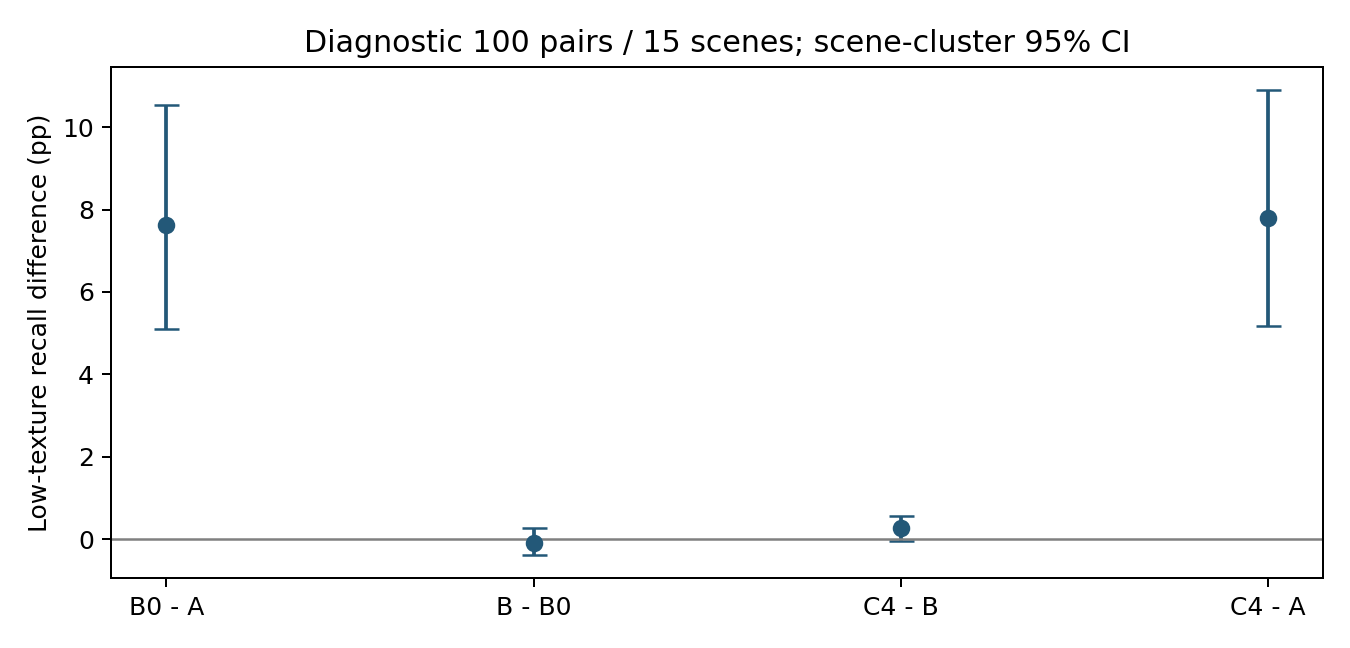 Diagnostic 100 pairs / 15 scenes; scene-cluster 95% CI
Low-texture recall difference (pp)
10
8
6
4
2
0
B0 - A
B - B0
C4 - B
C4 - A